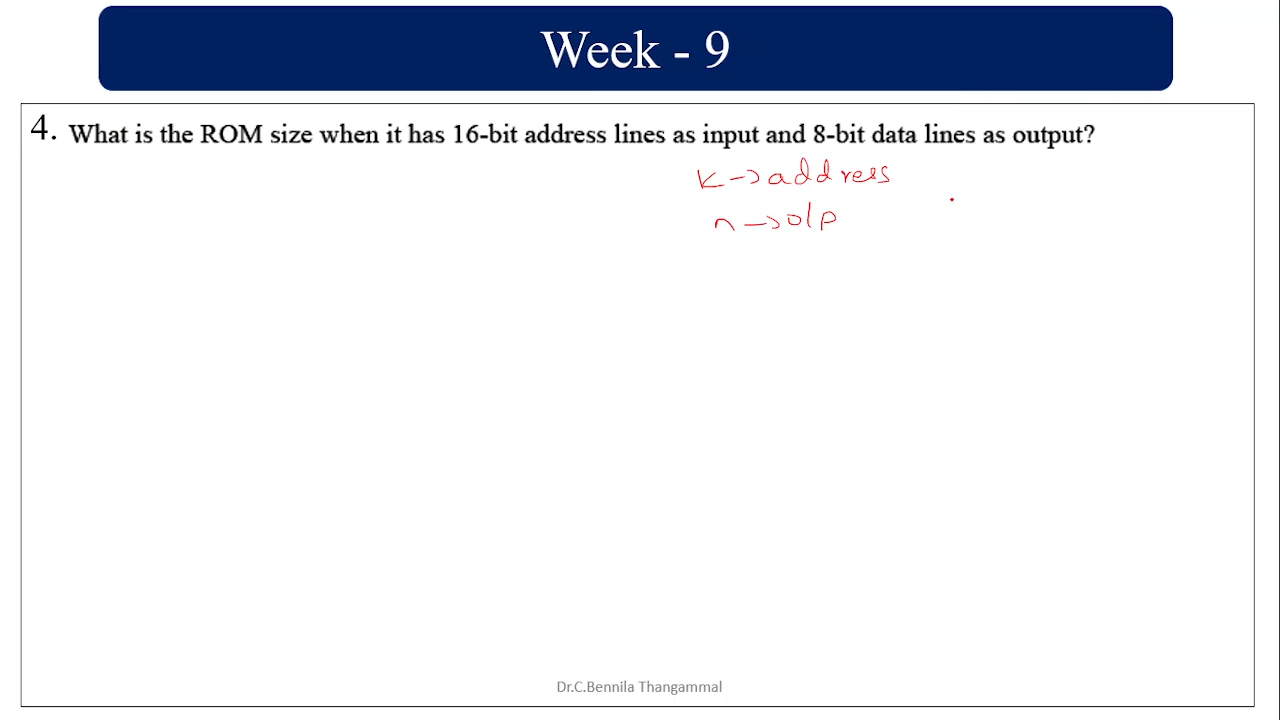 Week - 9
4. What is the ROM size when it has 16-bit address lines as input and 8-bit data lines as output?
k → address
n → o/p
Dr.C.Bennila Thangammal